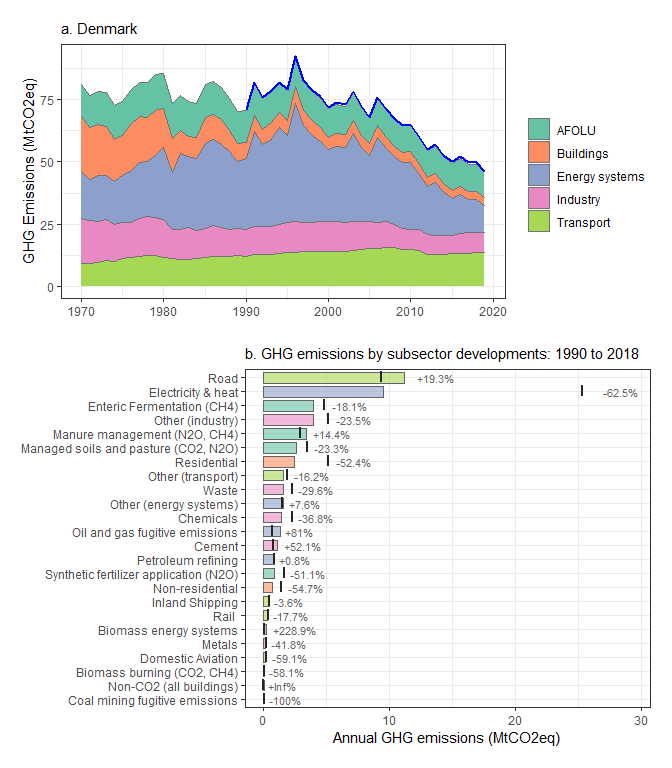 a. Denmark
GHG Emissions (MtCO2eq)
75
50
25
0
1970 1980 1990 2000 2010 2020
AFOLU
Buildings
Energy systems
Industry
Transport
b. GHG emissions by subsector developments: 1990 to 2018
Road +19.3%
Electricity & heat -62.5%
Enteric Fermentation (CH4) -18.1%
Other (industry) -23.5%
Manure management (N2O, CH4) +14.4%
Managed soils and pasture (CO2, N2O) -23.3%
Residential -52.4%
Other (transport) -16.2%
Waste -29.6%
Other (energy systems) +7.6%
Chemicals -36.8%
Oil and gas fugitive emissions +81%
Cement +52.1%
Petroleum refining +0.8%
Synthetic fertilizer application (N2O) -51.1%
Non-residential -54.7%
Inland Shipping -3.6%
Rail -17.7%
Biomass energy systems +228.9%
Metals -41.8%
Domestic Aviation -59.1%
Biomass burning (CO2, CH4) -58.1%
Non-CO2 (all buildings) +Inf%
Coal mining fugitive emissions -100%
0 10 20 30
Annual GHG emissions (MtCO2eq)